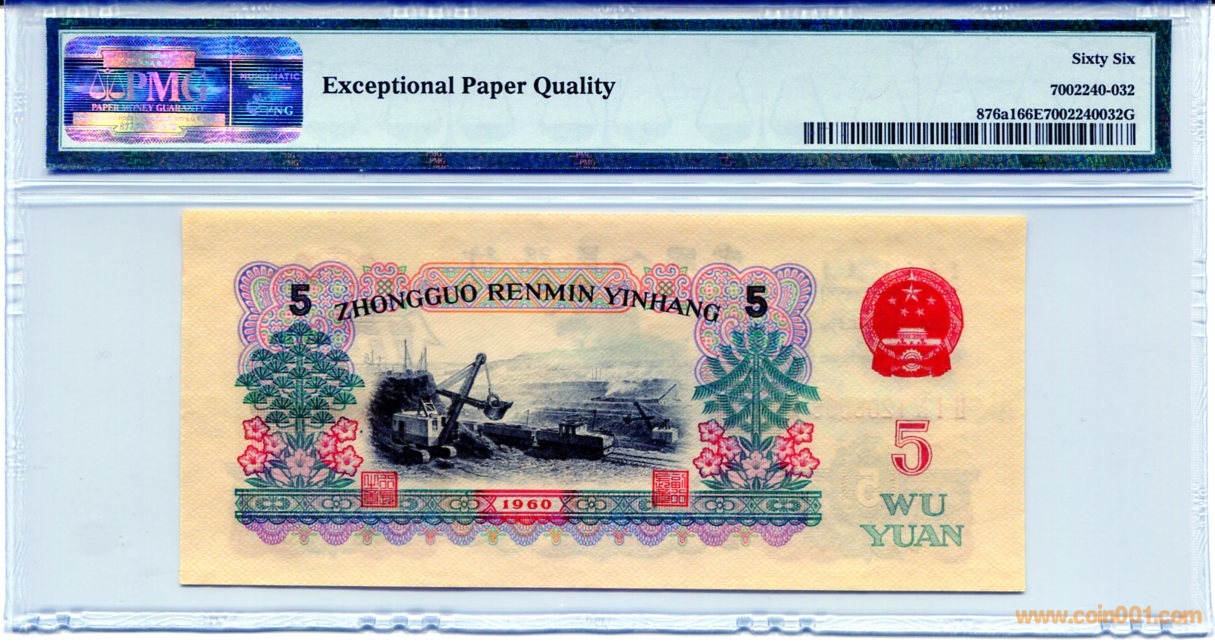 PMG
PAPER MONEY GUARANTY
NUMISMATIC
Exceptional Paper Quality
Sixty Six
7002240-032
876a166E7002240032G
5 ZHONGGUO RENMIN YINHANG 5
5
WU
YUAN
1960
www.coin001.com